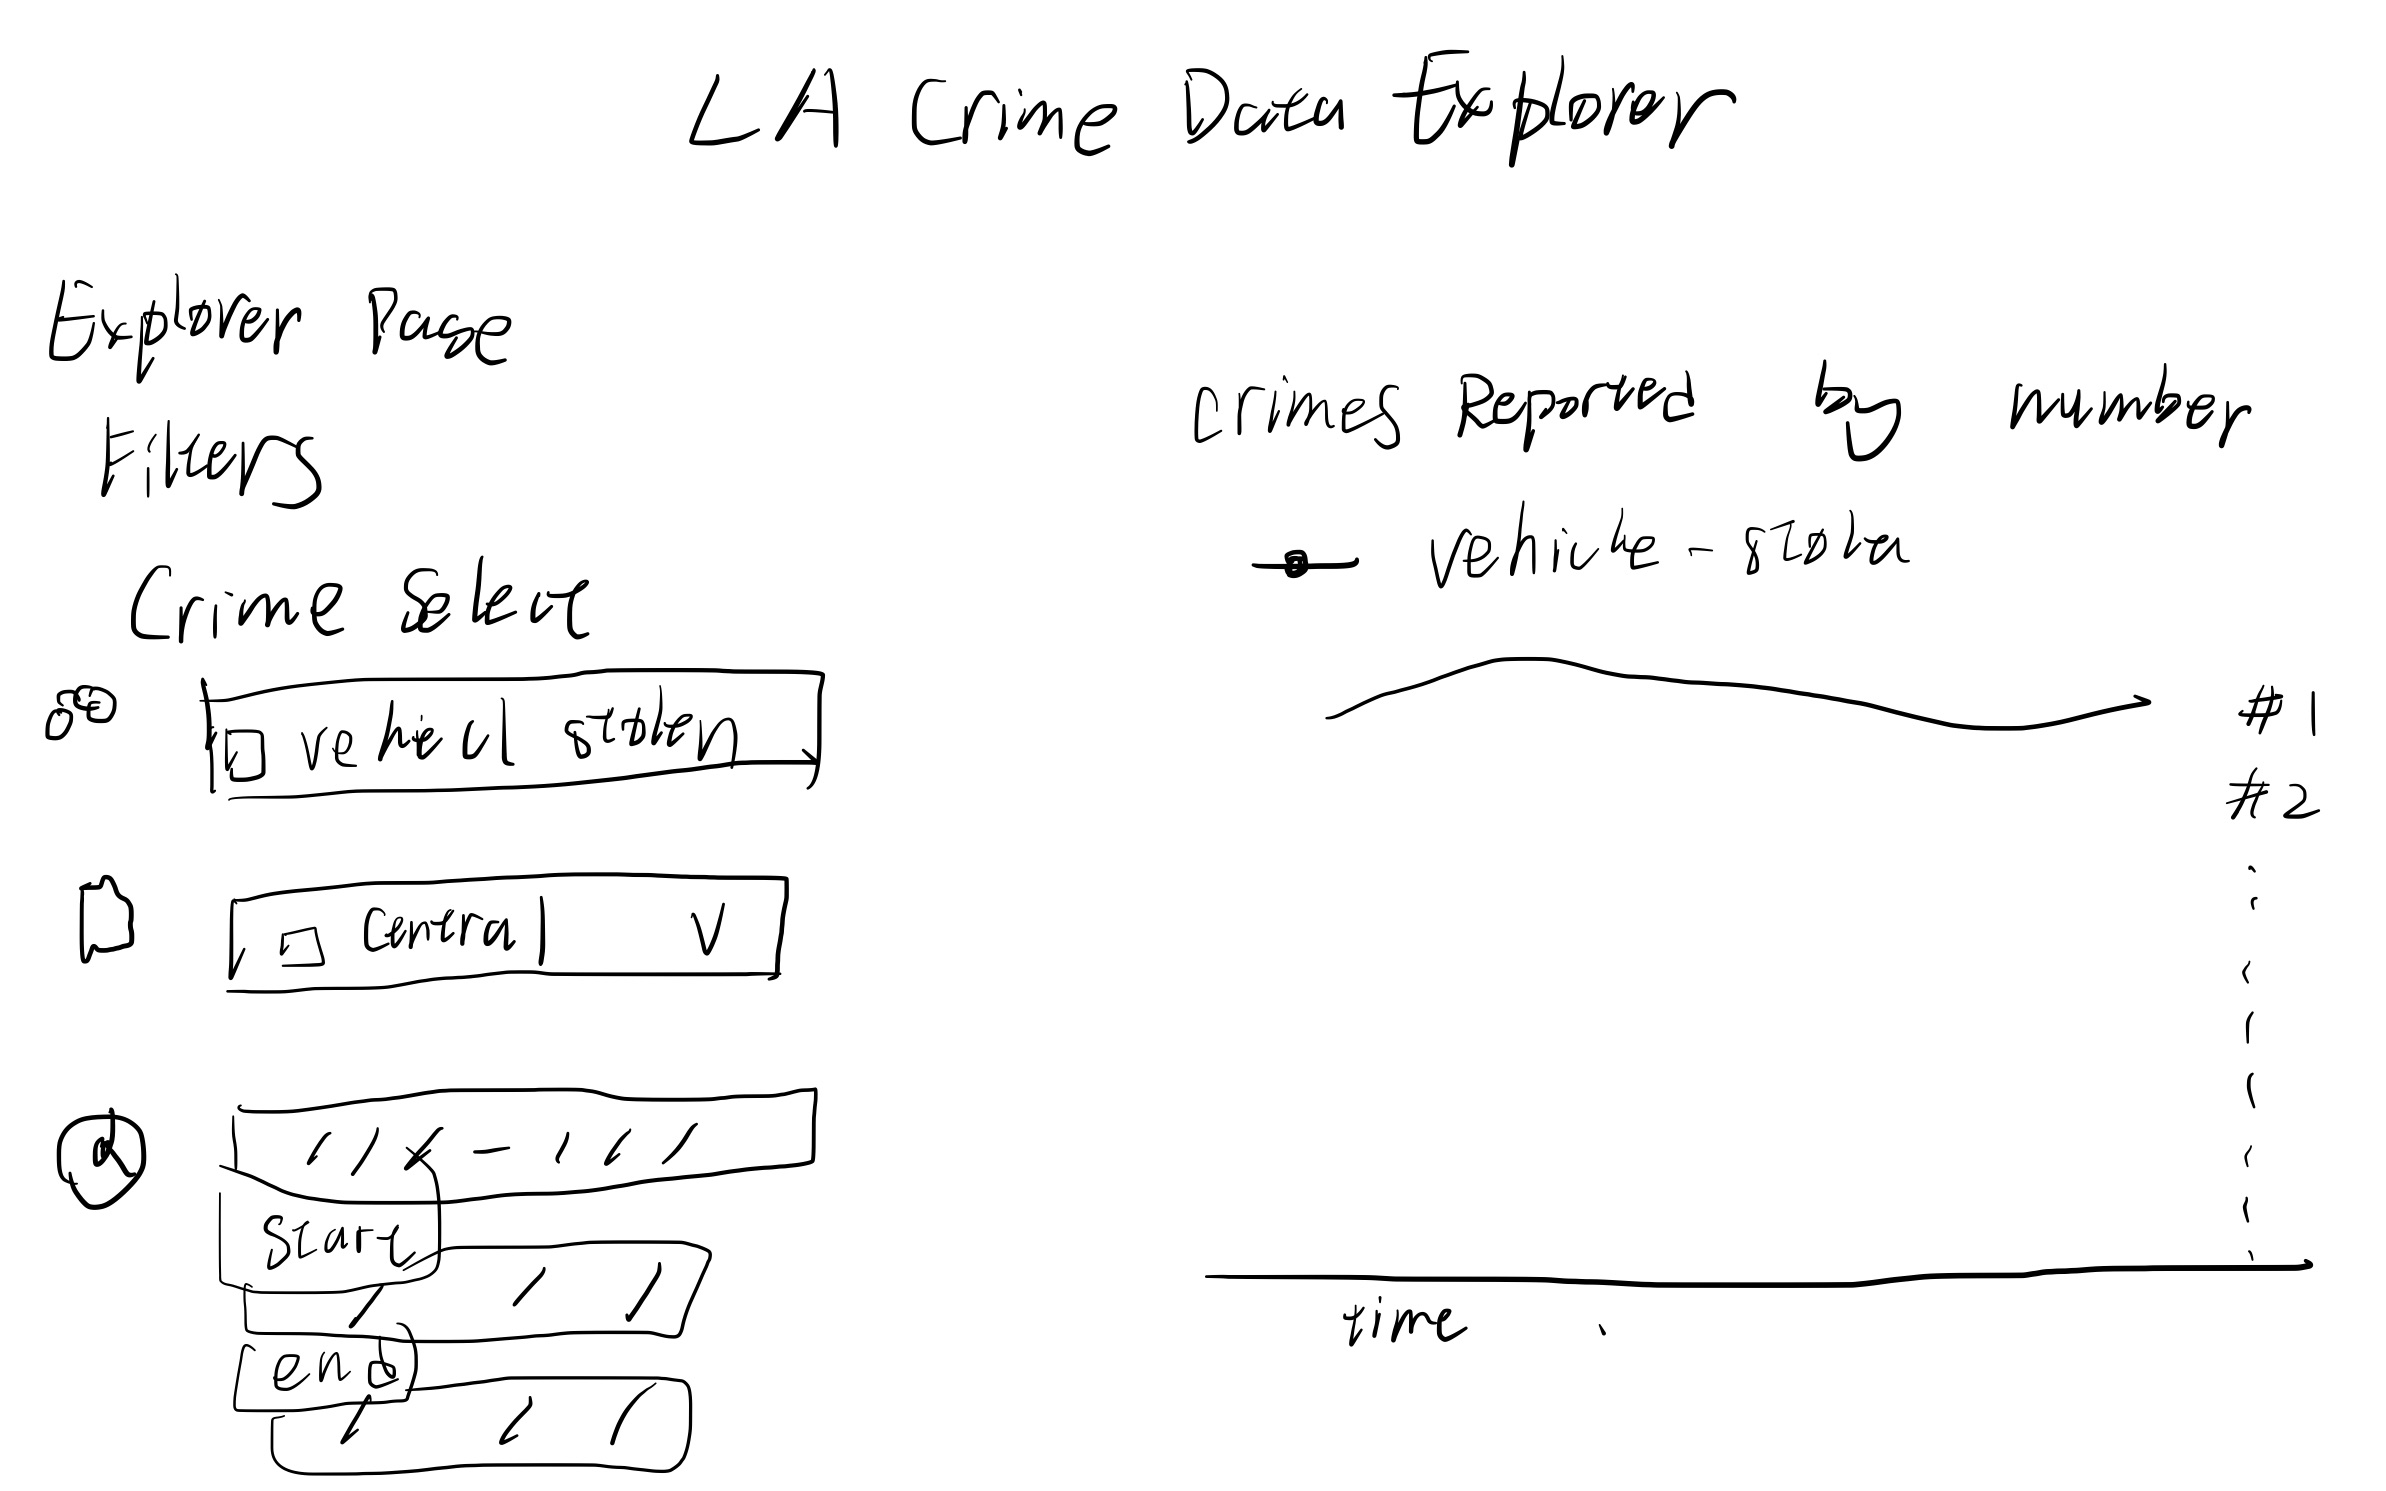 LA Crime Data Explorer
Explorer Page
Filters
Crime Select
vehicl stolen
General
start
end
Crimes Reported by number
vehicle - stolen
#1
#2
time